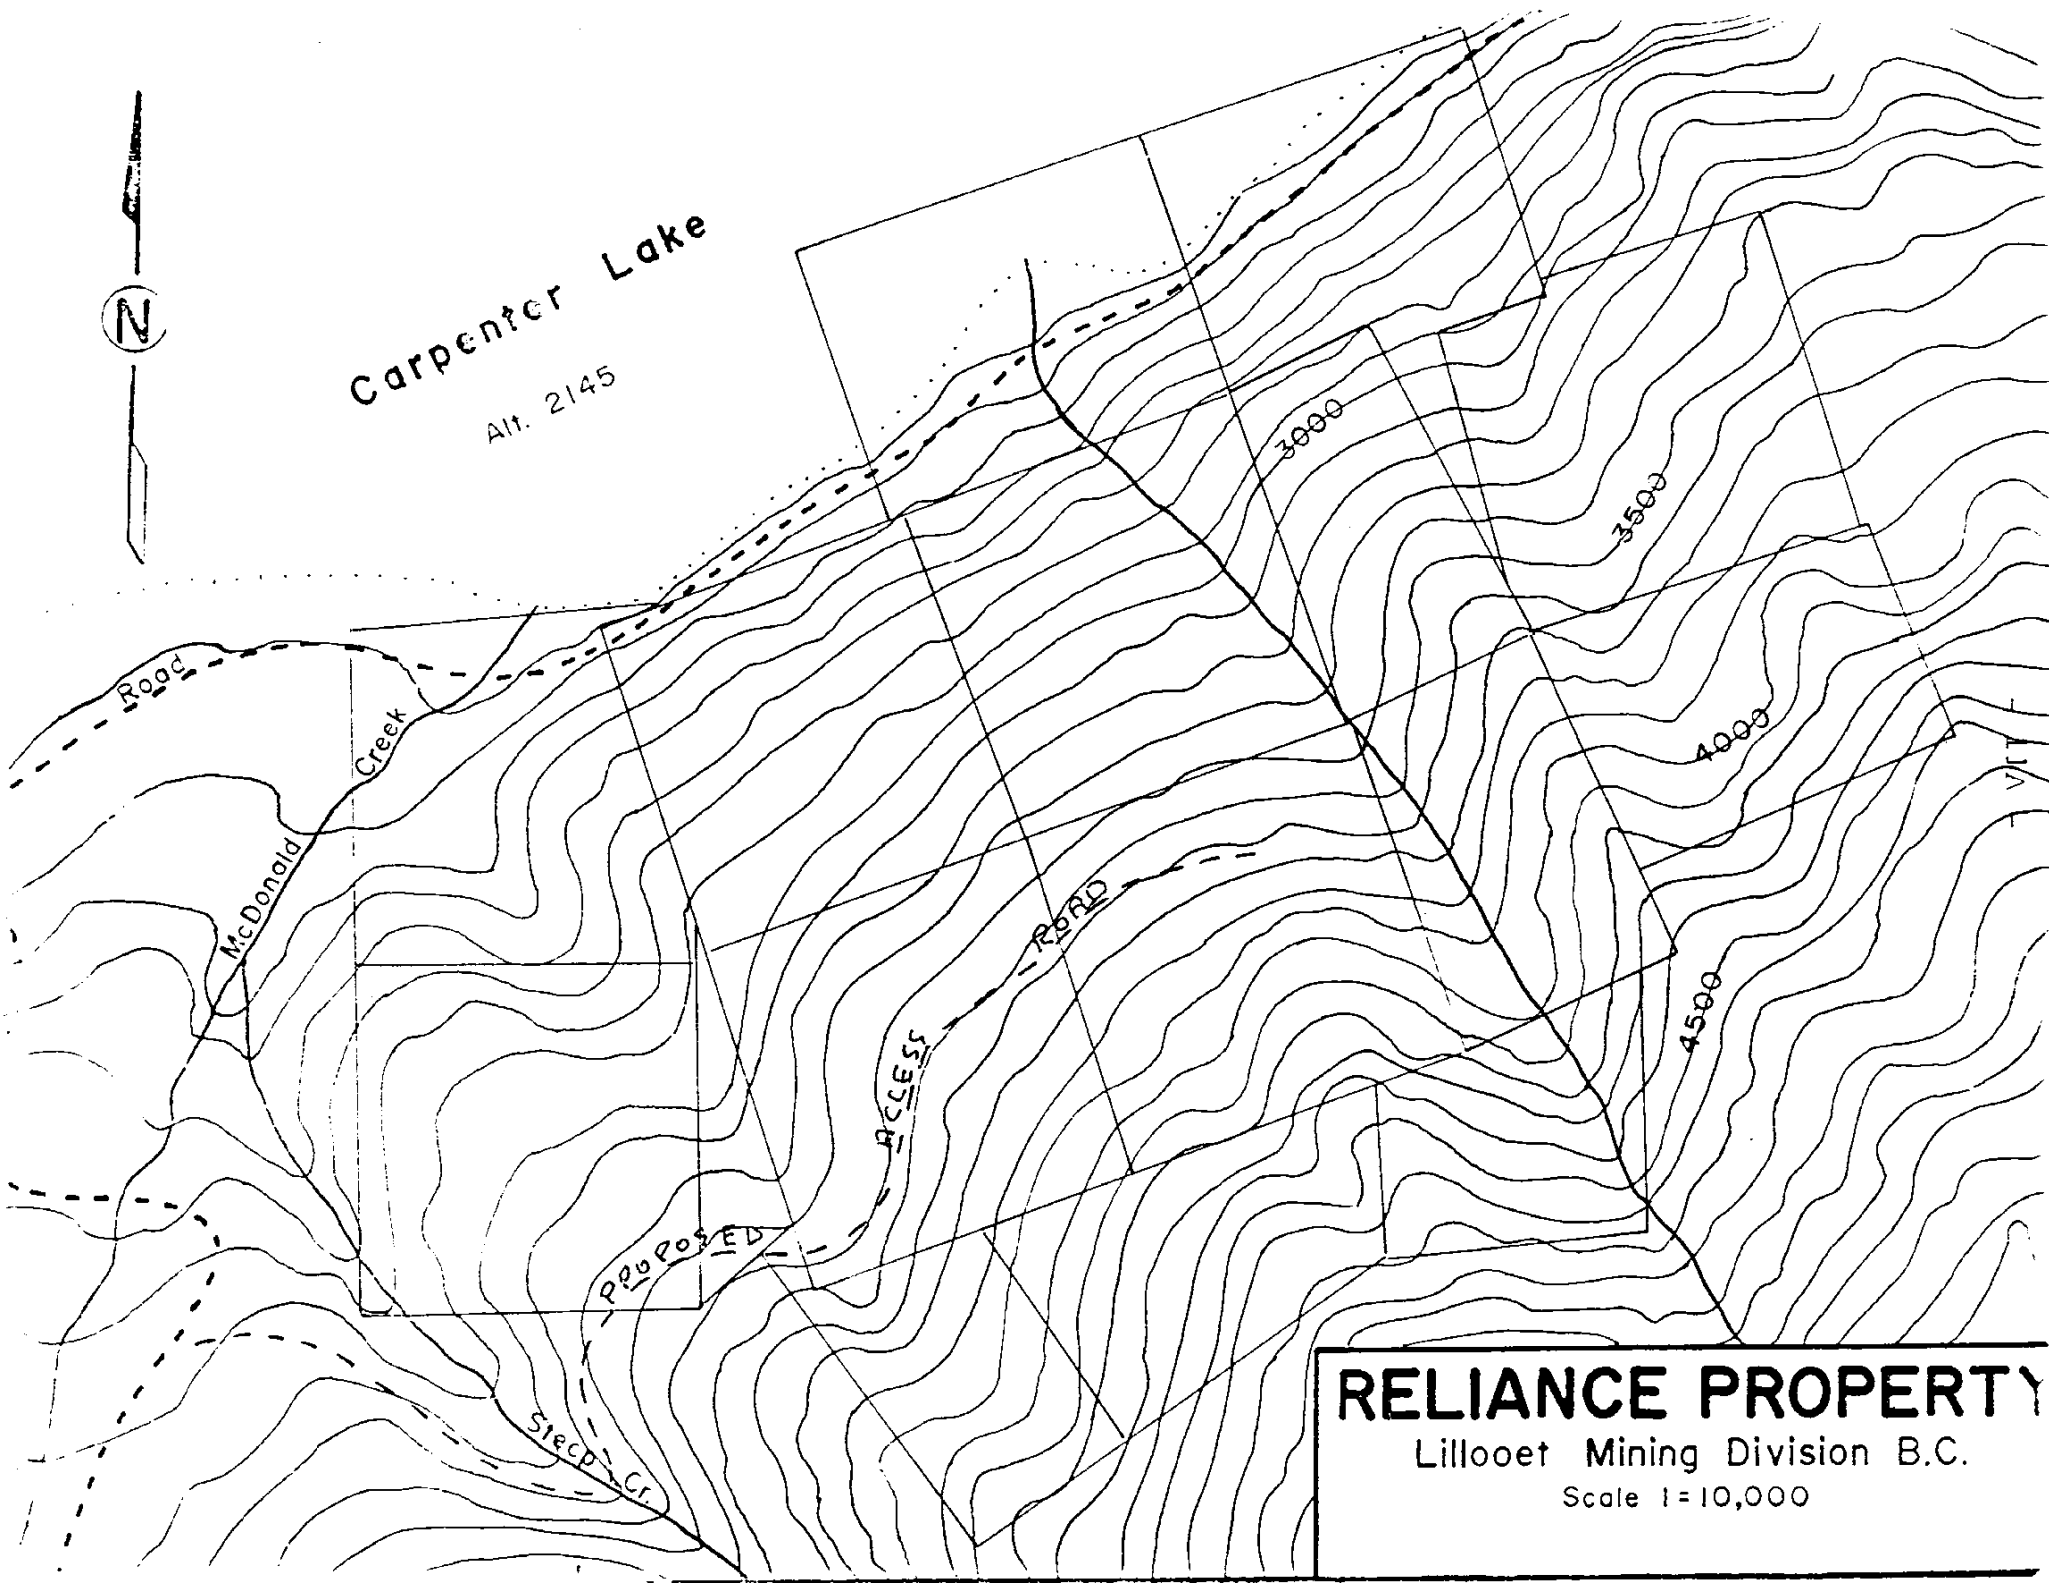 Carpenter Lake
Alt. 2145
N
3000
3500
Road
Creek
4000
McDonald
PROPOSED ACCESS ROAD
4500
Steep Cr.
RELIANCE PROPERTY
Lillooet Mining Division B.C.
Scale 1=10,000